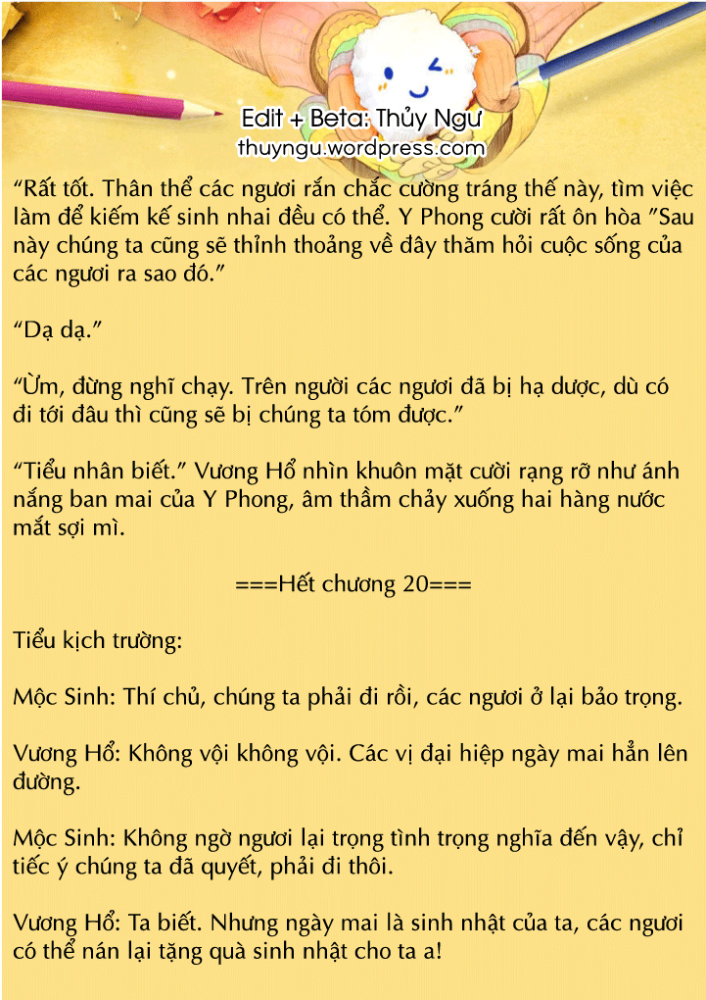 Edit + Beta: Thủy Ngư
thuyngu.wordpress.com
“Rất tốt. Thân thể các ngươi rắn chắc cường tráng thế này, tìm việc
làm để kiếm kế sinh nhai đều có thể. Y Phong cười rất ôn hòa ”Sau
này chúng ta cũng sẽ thỉnh thoảng về đây thăm hỏi cuộc sống của
các ngươi ra sao đó.”
“Dạ dạ.”
“Ừm, đừng nghĩ chạy. Trên người các ngươi đã bị hạ dược, dù có
đi tới đâu thì cũng sẽ bị chúng ta tóm được.”
“Tiểu nhân biết.” Vương Hổ nhìn khuôn mặt cười rạng rỡ như ánh
nắng ban mai của Y Phong, âm thầm chảy xuống hai hàng nước
mắt sợi mì.
===Hết chương 20===
Tiểu kịch trường:
Mộc Sinh: Thí chủ, chúng ta phải đi rồi, các ngươi ở lại bảo trọng.
Vương Hổ: Không vội không vội. Các vị đại hiệp ngày mai hẳn lên
đường.
Mộc Sinh: Không ngờ ngươi lại trọng tình trọng nghĩa đến vậy, chỉ
tiếc ý chúng ta đã quyết, phải đi thôi.
Vương Hổ: Ta biết. Nhưng ngày mai là sinh nhật của ta, các ngươi
có thể nán lại tặng quà sinh nhật cho ta a!